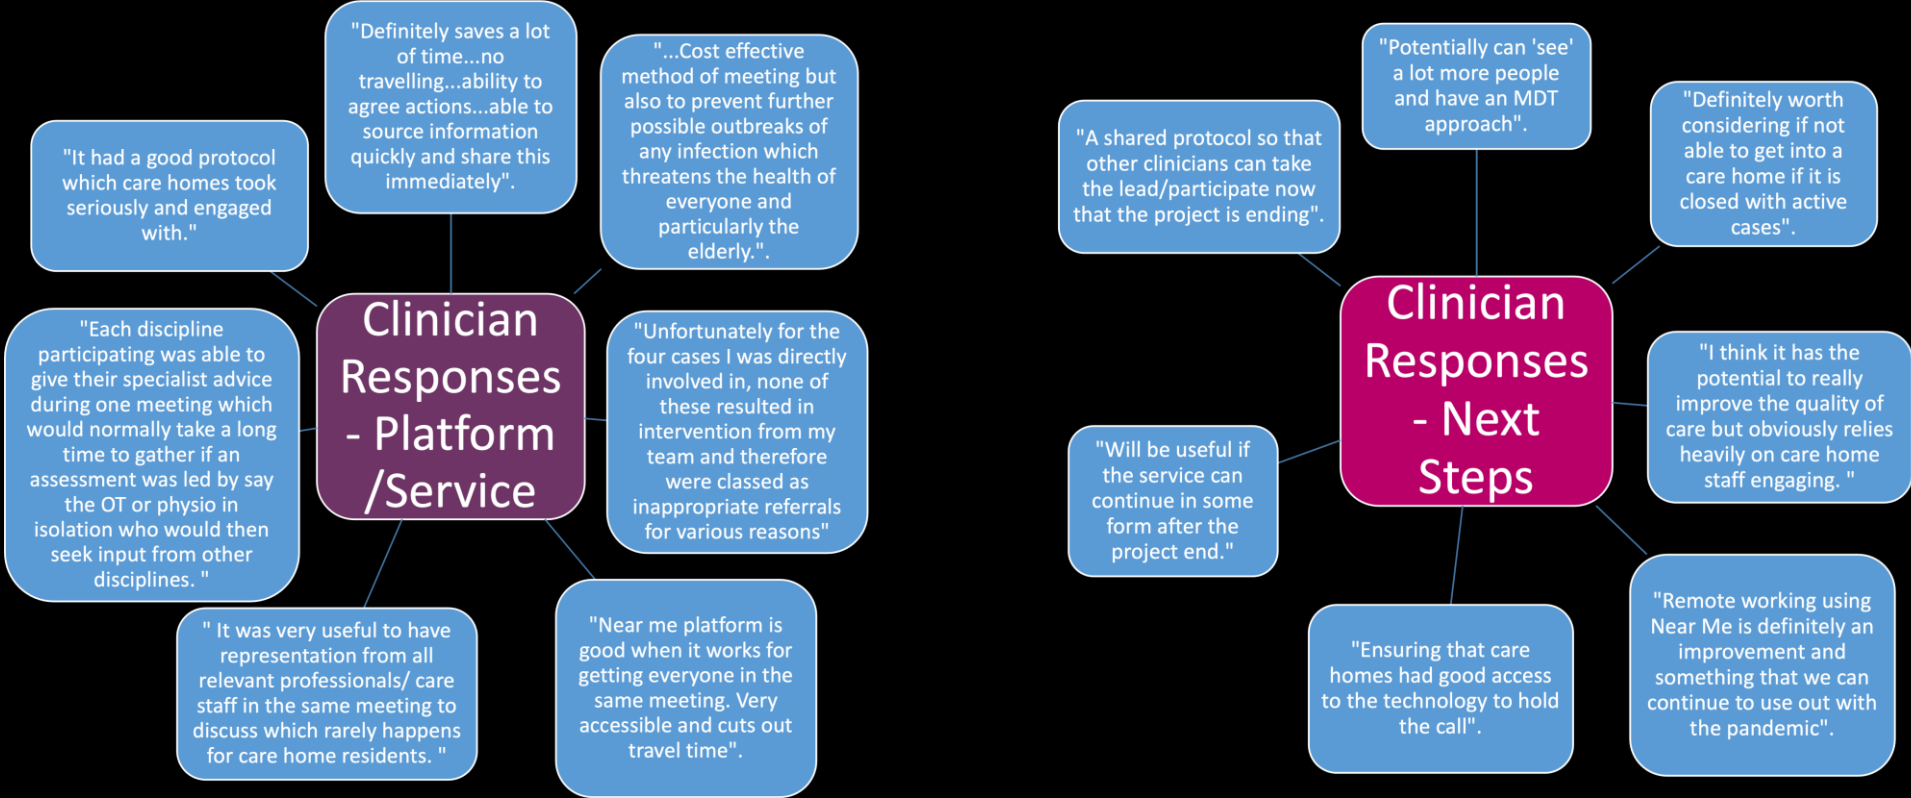 "Definitely saves a lot
of time...no
travelling...ability to
agree actions...able to
source information
quickly and share this
immediately".
"...Cost effective
method of meeting but
also to prevent further
possible outbreaks of
any infection which
threatens the health of
everyone and
particularly the
elderly.".
"It had a good protocol
which care homes took
seriously and engaged
with."
Clinician
Responses
- Platform
/Service
"Each discipline
participating was able to
give their specialist advice
during one meeting which
would normally take a long
time to gather if an
assessment was led by say
the OT or physio in
isolation who would then
seek input from other
disciplines. "
"Unfortunately for the
four cases I was directly
involved in, none of
these resulted in
intervention from my
team and therefore
were classed as
inappropriate referrals
for various reasons"
" It was very useful to have
representation from all
relevant professionals/ care
staff in the same meeting to
discuss which rarely happens
for care home residents. "
"Near me platform is
good when it works for
getting everyone in the
same meeting. Very
accessible and cuts out
travel time".
"Potentially can 'see'
a lot more people
and have an MDT
approach".
"A shared protocol so that
other clinicians can take
the lead/participate now
that the project is ending".
"Definitely worth
considering if not
able to get into a
care home if it is
closed with active
cases".
Clinician
Responses
- Next
Steps
"I think it has the
potential to really
improve the quality of
care but obviously relies
heavily on care home
staff engaging. "
"Will be useful if
the service can
continue in some
form after the
project end."
"Ensuring that care
homes had good access
to the technology to hold
the call".
"Remote working using
Near Me is definitely an
improvement and
something that we can
continue to use out with
the pandemic".